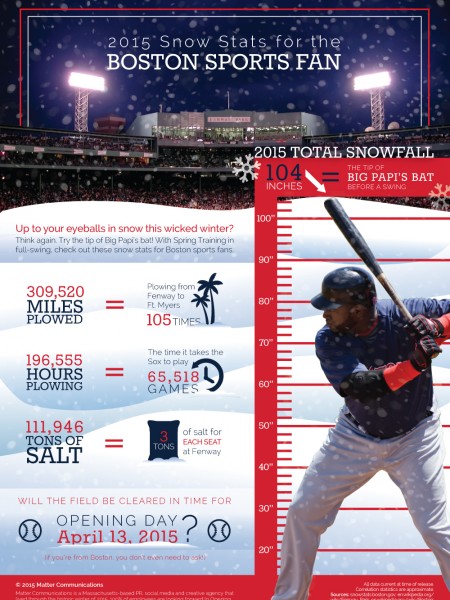 2015 Snow Stats for the
BOSTON SPORTS FAN
2015 TOTAL SNOWFALL
104
INCHES
=
THE TIP OF
BIG PAPI'S BAT
BEFORE A SWING
Up to your eyeballs in snow this wicked winter?
Think again. Try the tip of Big Papi's bat! With Spring Training in
full-swing, check out these snow stats for Boston sports fans.
309,520
MILES
PLOWED
=
Plowing from
Fenway to
Ft. Myers
105 TIMES
196,555
HOURS
PLOWING
=
The time it takes the
Sox to play
65,518
GAMES
111,946
TONS OF
SALT
=
3
TONS
of salt for
EACH SEAT
at Fenway
100"
90"
80"
70"
60"
50"
40"
30"
20"
WILL THE FIELD BE CLEARED IN TIME FOR
OPENING DAY?
April 13, 2015
(If you're from Boston, you don't even need to ask!)
© 2015 Matter Communications
Matter Communications is a Massachusetts-based PR, social media and creative agency that
All data current at time of release
Correlation statistics are approximate